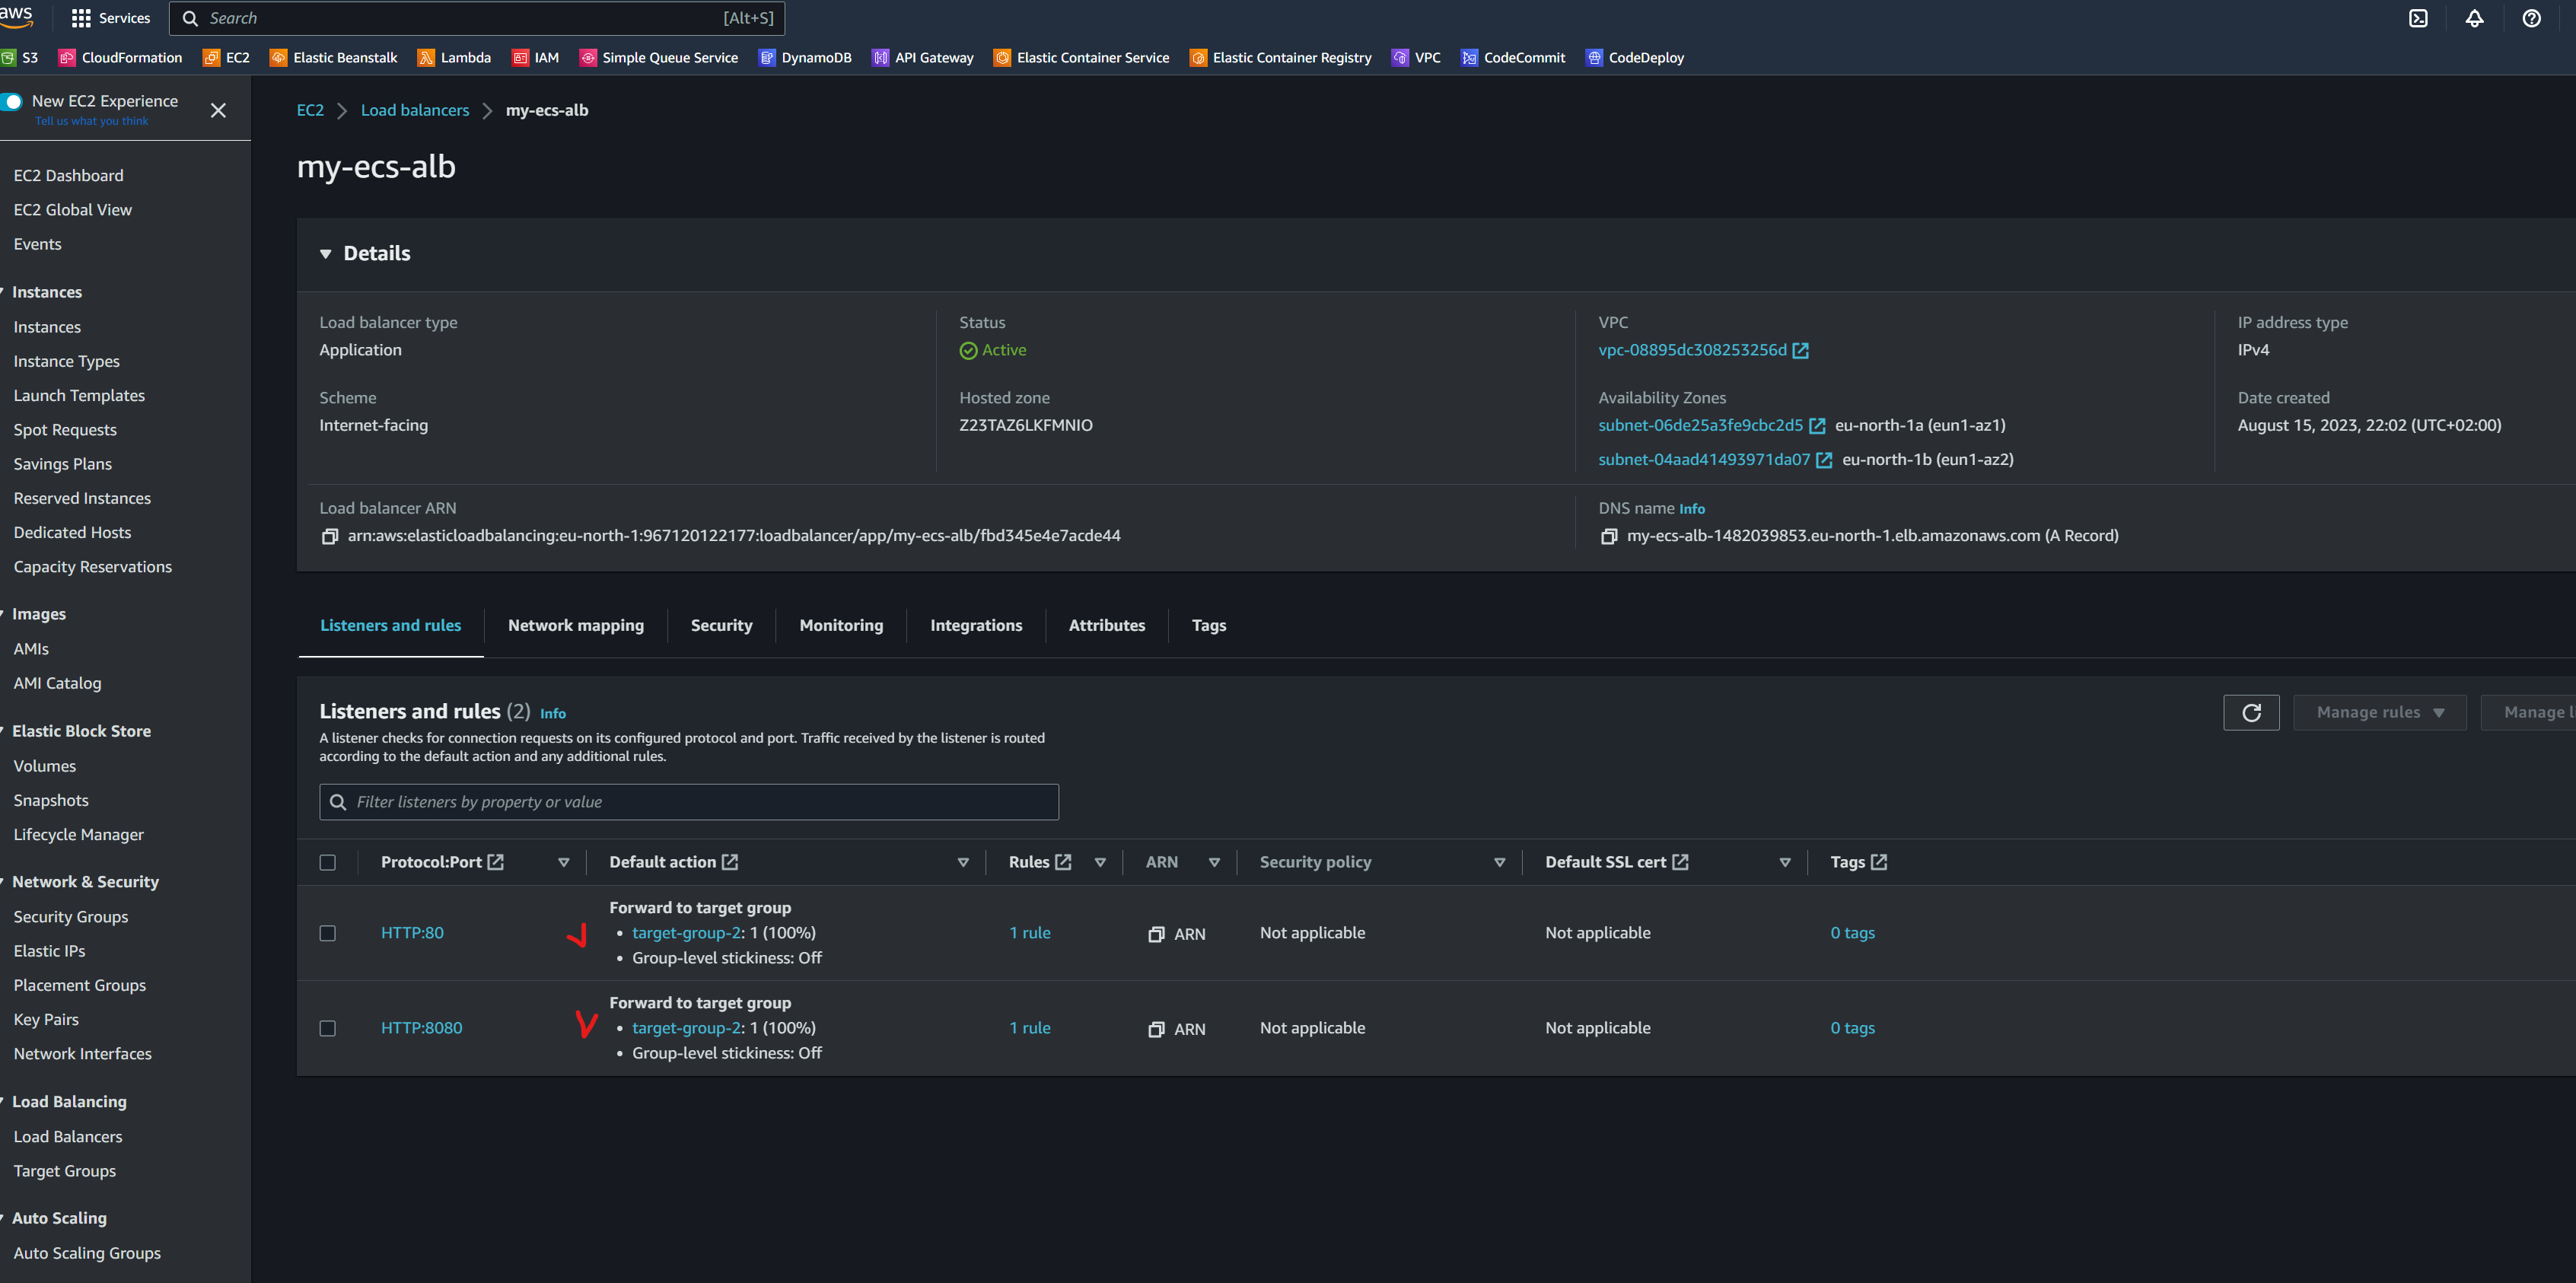 aws
Services
Search
[Alt+S]
S3 CloudFormation EC2 Elastic Beanstalk Lambda IAM Simple Queue Service DynamoDB API Gateway Elastic Container Service Elastic Container Registry VPC CodeCommit CodeDeploy
New EC2 Experience
Tell us what you think
EC2 Dashboard
EC2 Global View
Events
Instances
Instances
Instance Types
Launch Templates
Spot Requests
Savings Plans
Reserved Instances
Dedicated Hosts
Capacity Reservations
Images
AMIs
AMI Catalog
Elastic Block Store
Volumes
Snapshots
Lifecycle Manager
Network & Security
Security Groups
Elastic IPs
Placement Groups
Key Pairs
Network Interfaces
Load Balancing
Load Balancers
Target Groups
Auto Scaling
Auto Scaling Groups
EC2 > Load balancers > my-ecs-alb
my-ecs-alb
Details
Load balancer type
Application
Status
Active
VPC
vpc-08895dc308253256d
IP address type
IPv4
Scheme
Internet-facing
Hosted zone
Z23TAZ6LKFMNIO
Availability Zones
subnet-06de25a3fe9cbc2d5 eu-north-1a (eun1-az1)
subnet-04aad41493971da07 eu-north-1b (eun1-az2)
Date created
August 15, 2023, 22:02 (UTC+02:00)
Load balancer ARN
arn:aws:elasticloadbalancing:eu-north-1:967120122177:loadbalancer/app/my-ecs-alb/fbd345e4e7acde44
DNS name Info
my-ecs-alb-1482039853.eu-north-1.elb.amazonaws.com (A Record)
Listeners and rules Network mapping Security Monitoring Integrations Attributes Tags
Listeners and rules (2) Info
A listener checks for connection requests on its configured protocol and port. Traffic received by the listener is routed
according to the default action and any additional rules.
Manage rules
Manage l
Filter listeners by property or value
Protocol:Port Default action Rules ARN Security policy Default SSL cert Tags
HTTP:80
Forward to target group
• target-group-2: 1 (100%)
• Group-level stickiness: Off
1 rule ARN Not applicable Not applicable 0 tags
HTTP:8080
Forward to target group
• target-group-2: 1 (100%)
• Group-level stickiness: Off
1 rule ARN Not applicable Not applicable 0 tags